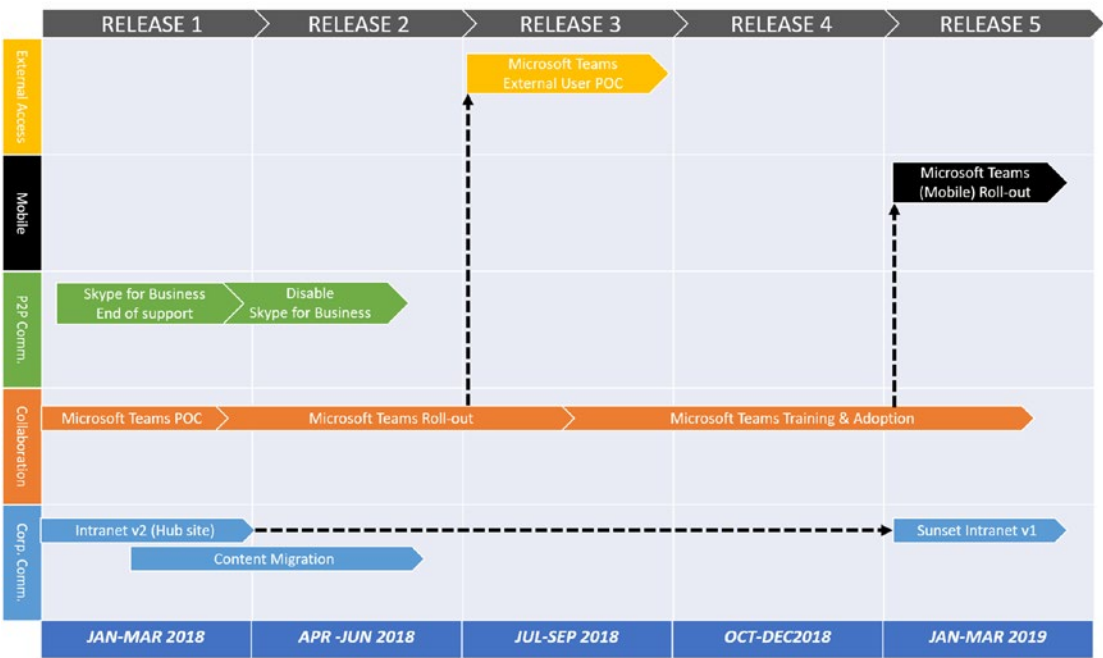 RELEASE 1
RELEASE 2
RELEASE 3
RELEASE 4
RELEASE 5
External Access
Microsoft Teams
External User POC
Mobile
Microsoft Teams
(Mobile) Roll-out
P2P Comm.
Skype for Business
End of support
Disable
Skype for Business
Collaboration
Microsoft Teams POC
Microsoft Teams Roll-out
Microsoft Teams Training & Adoption
Corp. Comm.
Intranet v2 (Hub site)
Sunset Intranet v1
Content Migration
JAN-MAR 2018
APR -JUN 2018
JUL-SEP 2018
OCT-DEC2018
JAN-MAR 2019